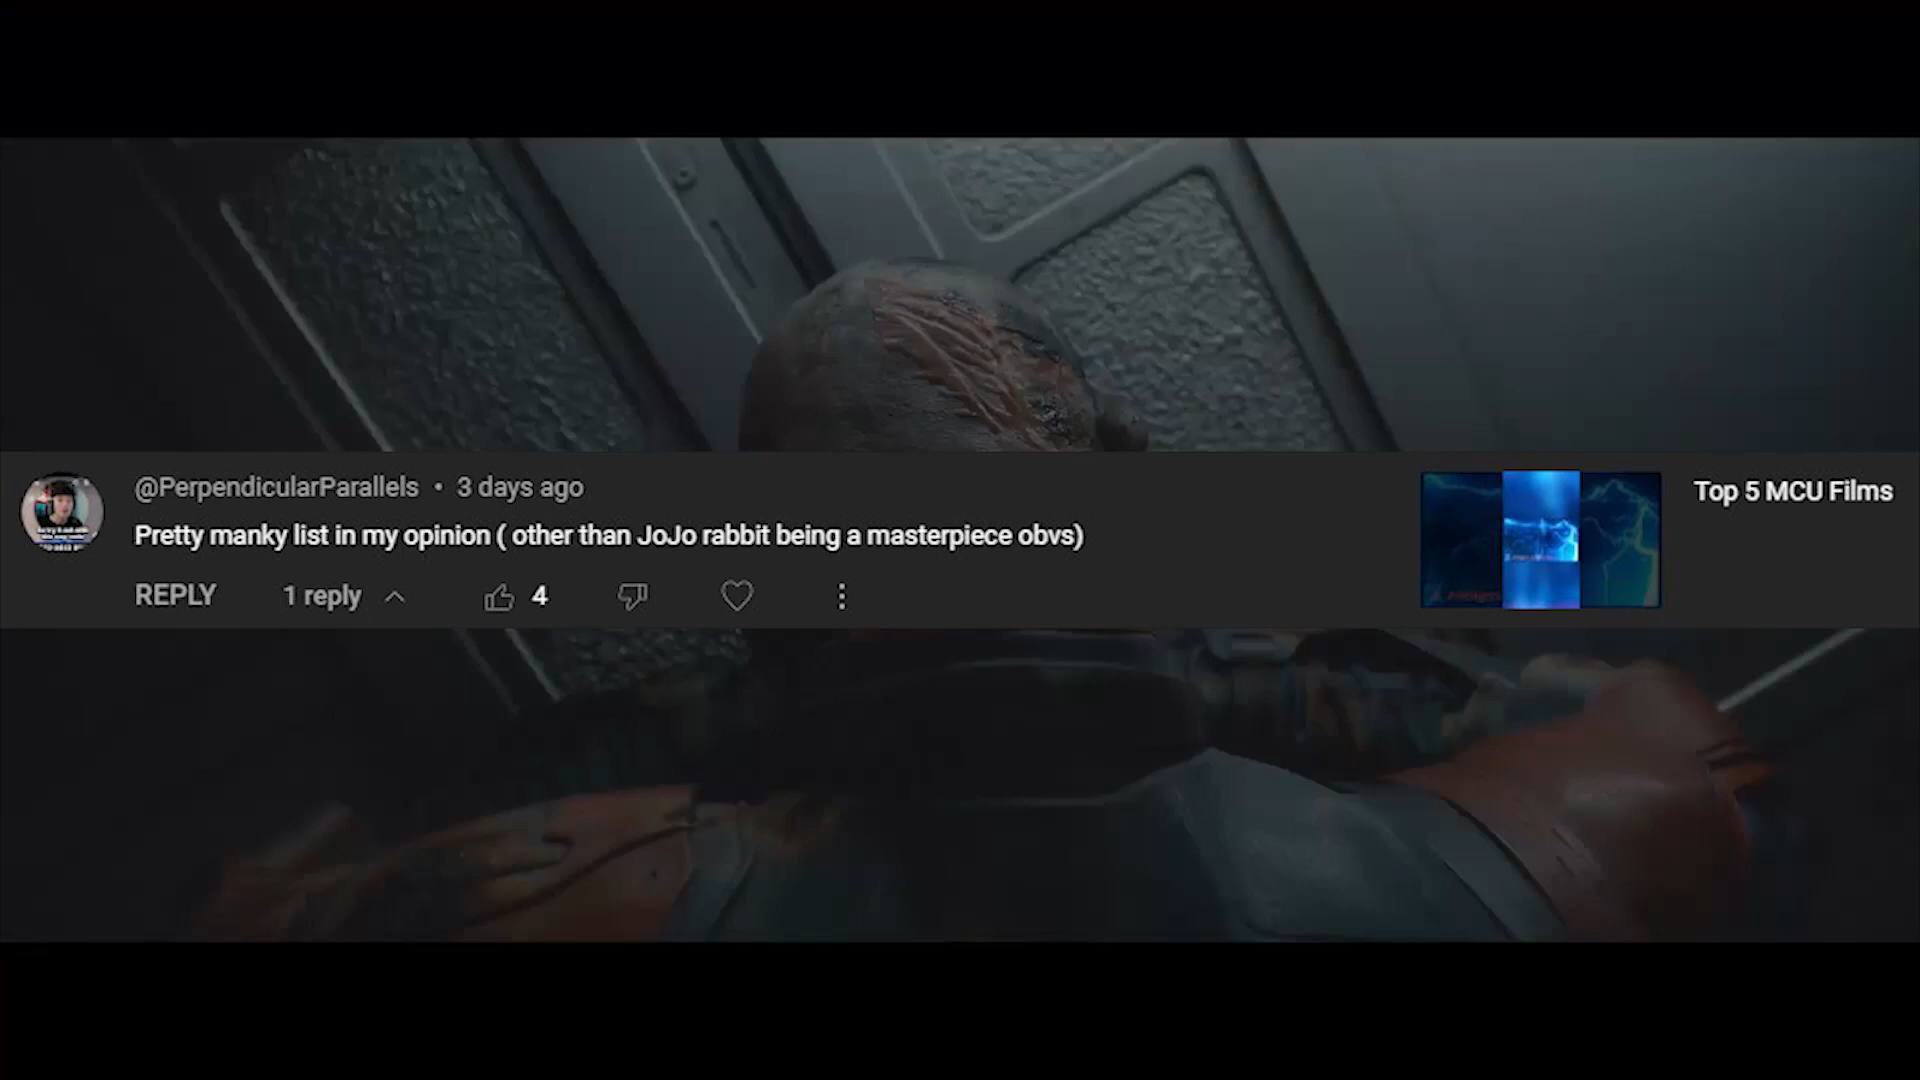 @PerpendicularParallels • 3 days ago
Pretty manky list in my opinion ( other than JoJo rabbit being a masterpiece obvs)
REPLY 1 reply 4
Top 5 MCU Films